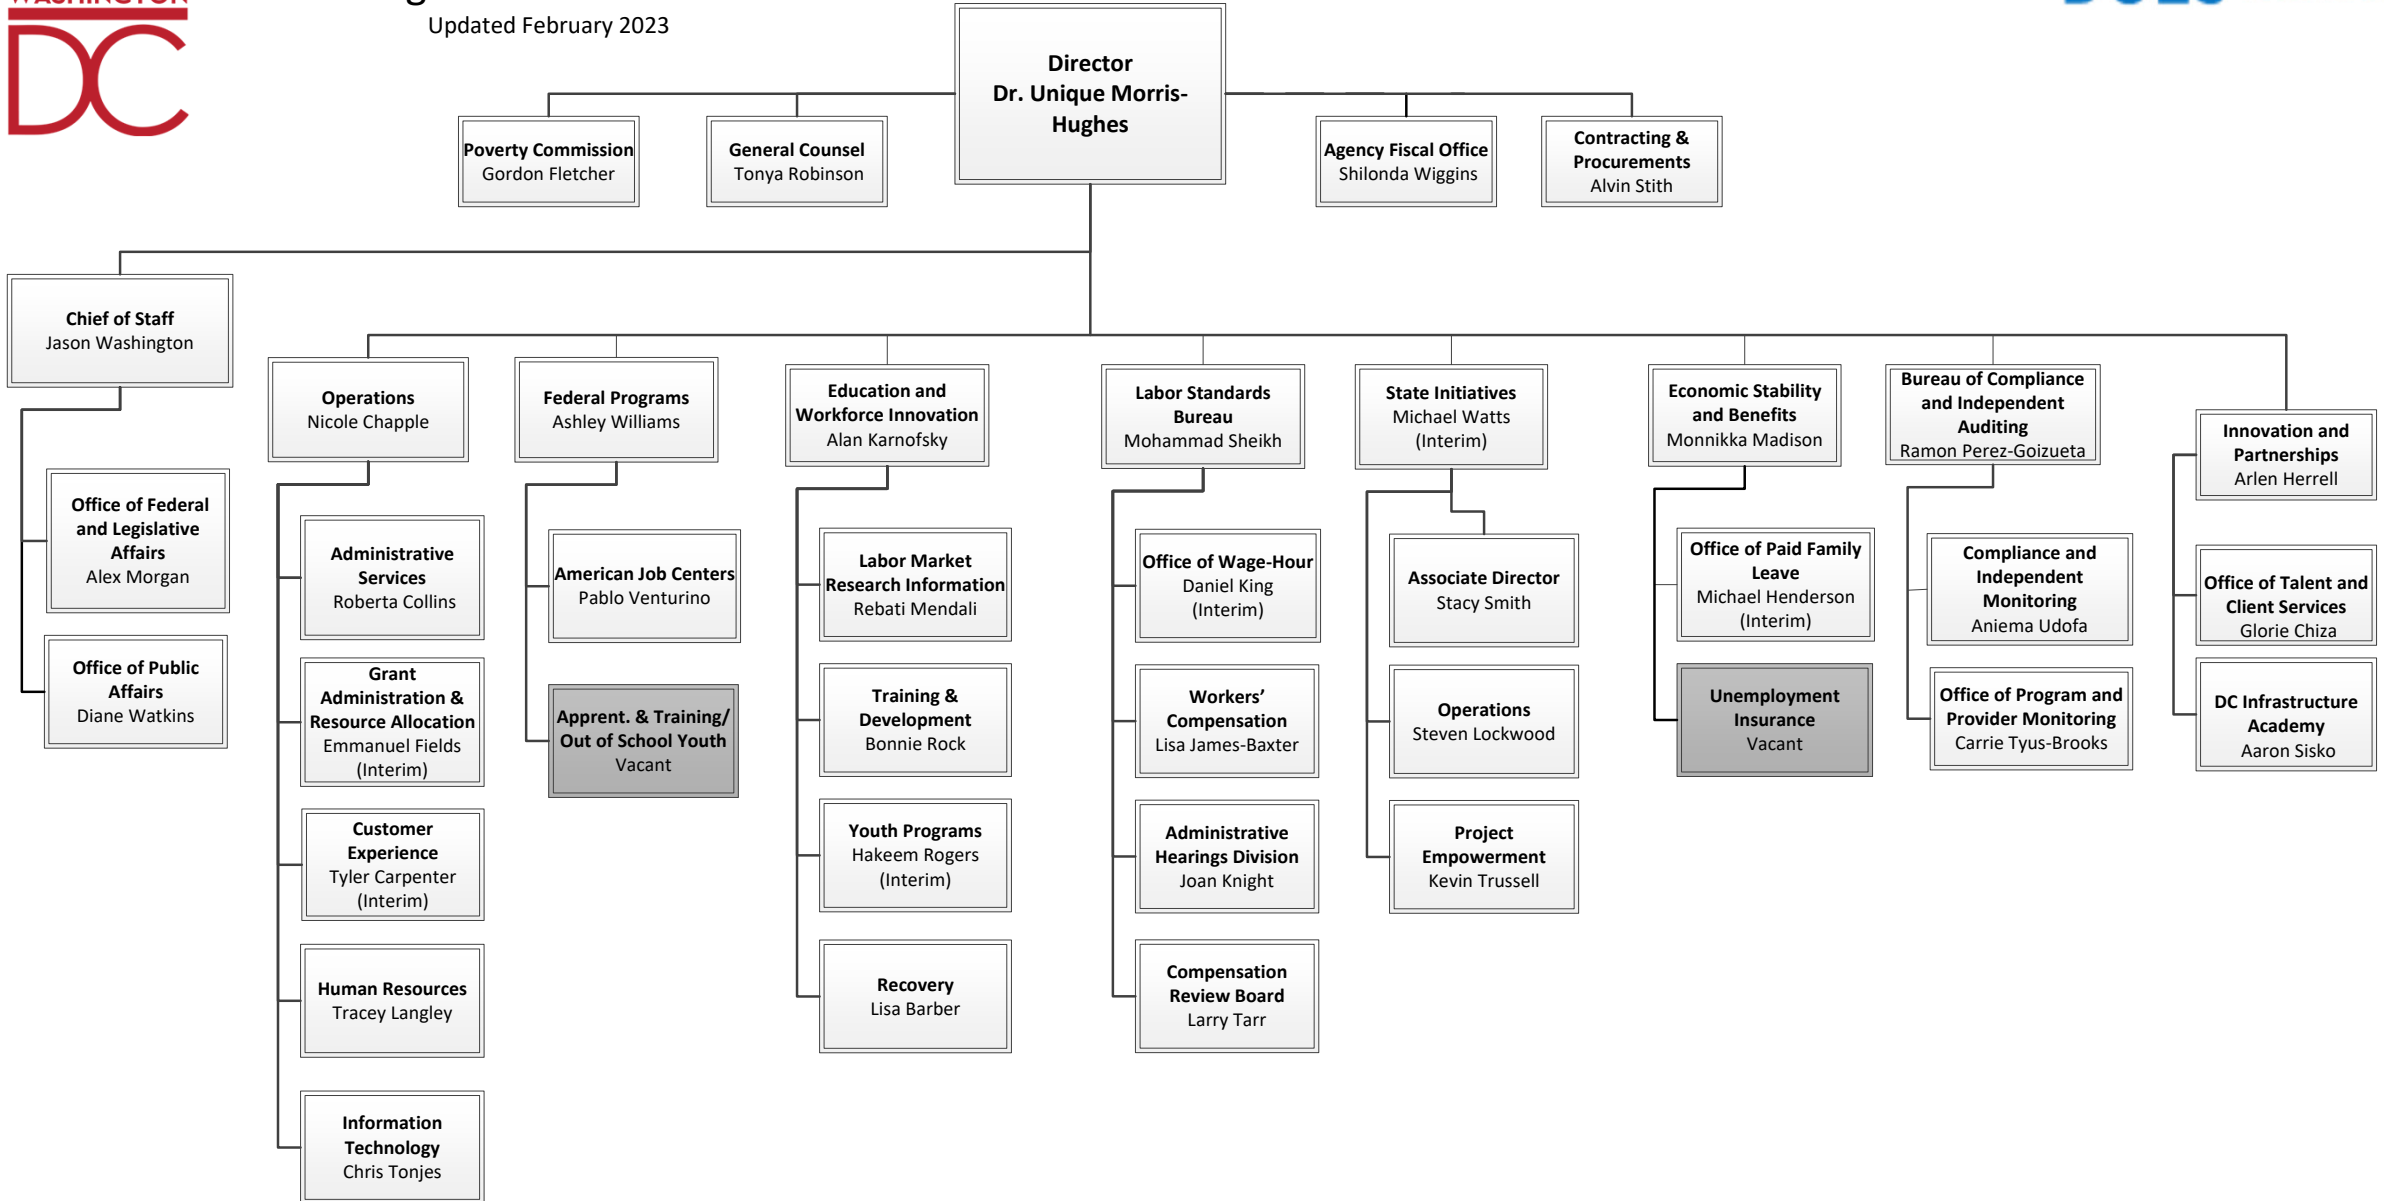 WASHINGTON
DC
Updated February 2023
Director
Dr. Unique Morris-
Hughes
Poverty Commission
Gordon Fletcher
General Counsel
Tonya Robinson
Agency Fiscal Office
Shilonda Wiggins
Contracting &
Procurements
Alvin Stith
Chief of Staff
Jason Washington
Operations
Nicole Chapple
Federal Programs
Ashley Williams
Education and
Workforce Innovation
Alan Karnofsky
Labor Standards
Bureau
Mohammad Sheikh
State Initiatives
Michael Watts
(Interim)
Economic Stability
and Benefits
Monnikka Madison
Bureau of Compliance
and Independent
Auditing
Ramon Perez-Goizueta
Innovation and
Partnerships
Arlen Herrell
Office of Federal
and Legislative
Affairs
Alex Morgan
Office of Public
Affairs
Diane Watkins
Administrative
Services
Roberta Collins
Grant
Administration &
Resource Allocation
Emmanuel Fields
(Interim)
Customer
Experience
Tyler Carpenter
(Interim)
Human Resources
Tracey Langley
Information
Technology
Chris Tonjes
American Job Centers
Pablo Venturino
Apprent. & Training/
Out of School Youth
Vacant
Labor Market
Research Information
Rebati Mendali
Training &
Development
Bonnie Rock
Youth Programs
Hakeem Rogers
(Interim)
Recovery
Lisa Barber
Office of Wage-Hour
Daniel King
(Interim)
Workers’
Compensation
Lisa James-Baxter
Administrative
Hearings Division
Joan Knight
Compensation
Review Board
Larry Tarr
Associate Director
Stacy Smith
Operations
Steven Lockwood
Project
Empowerment
Kevin Trussell
Office of Paid Family
Leave
Michael Henderson
(Interim)
Unemployment
Insurance
Vacant
Compliance and
Independent
Monitoring
Aniema Udofa
Office of Program and
Provider Monitoring
Carrie Tyus-Brooks
Office of Talent and
Client Services
Glorie Chiza
DC Infrastructure
Academy
Aaron Sisko